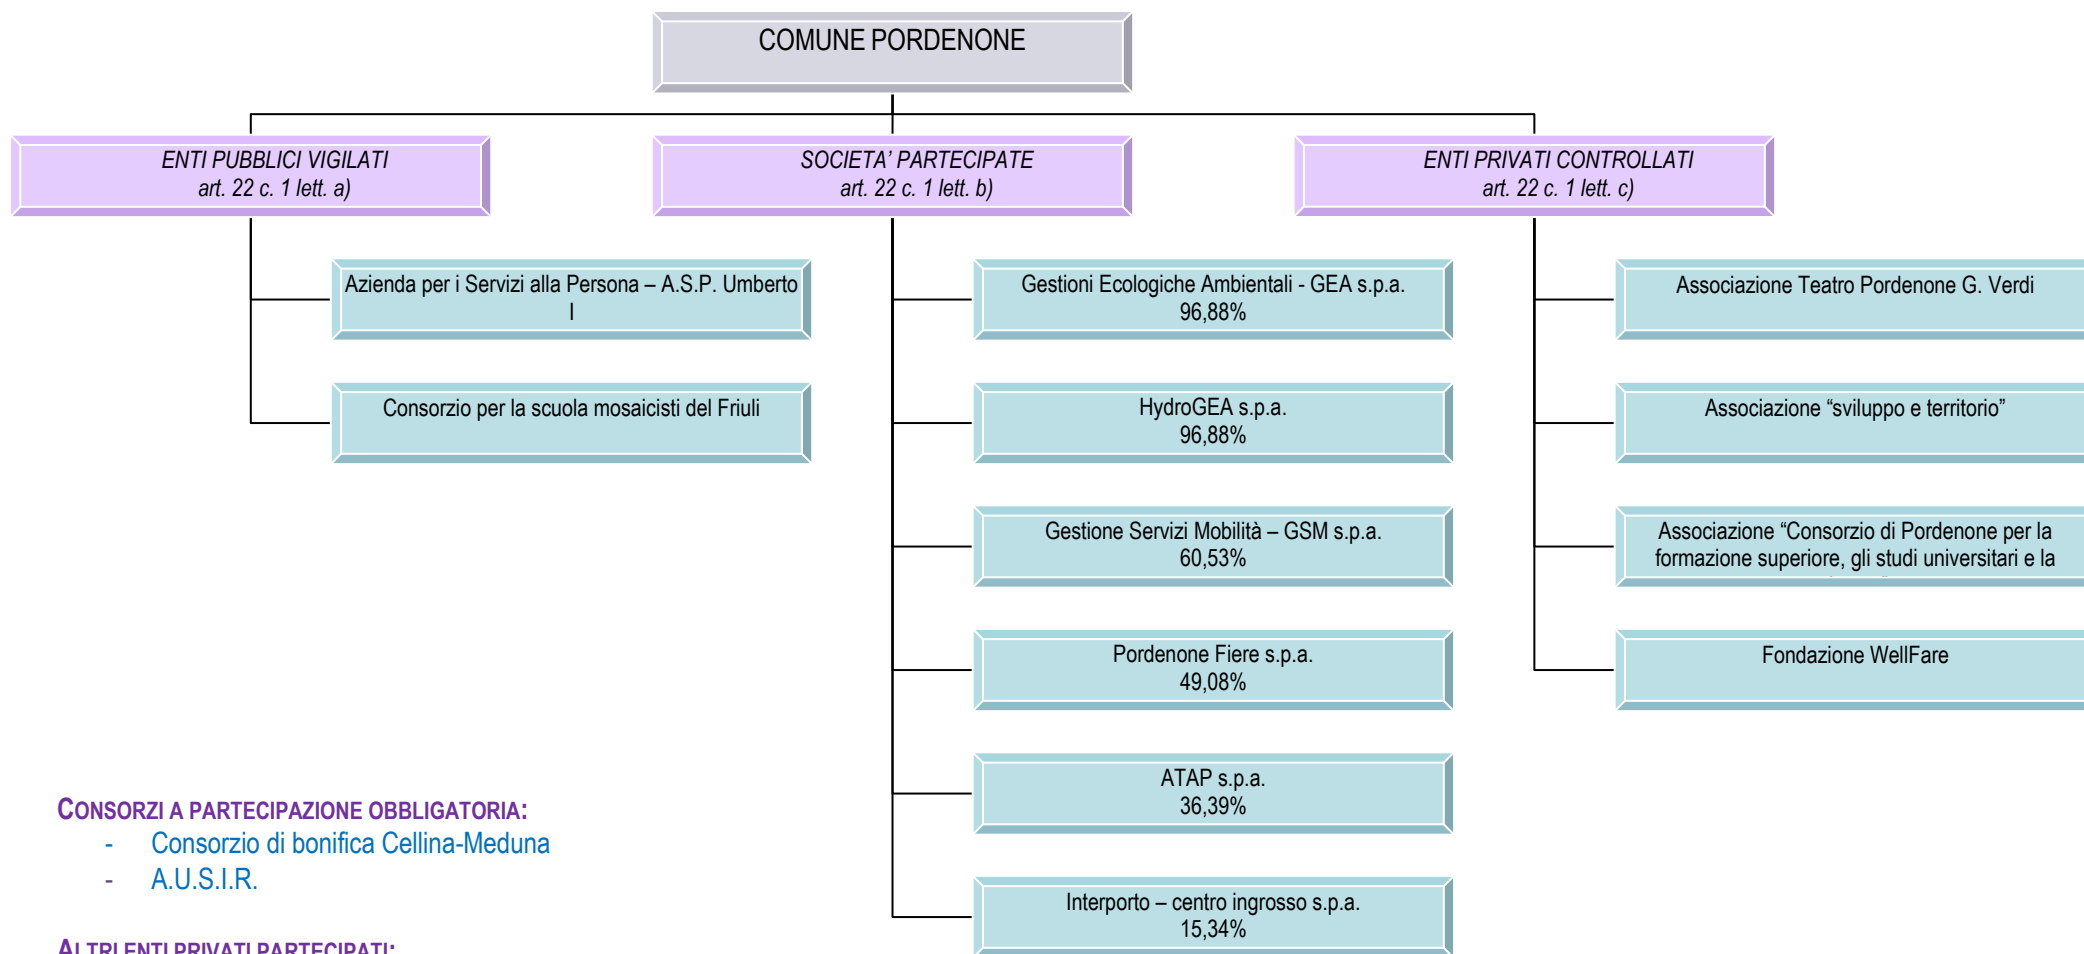 COMUNE PORDENONE
ENTI PUBBLICI VIGILATI
art. 22 c. 1 lett. a)
SOCIETA’ PARTECIPATE
art. 22 c. 1 lett. b)
ENTI PRIVATI CONTROLLATI
art. 22 c. 1 lett. c)
Azienda per i Servizi alla Persona – A.S.P. Umberto
I
Consorzio per la scuola mosaicisti del Friuli
Gestioni Ecologiche Ambientali - GEA s.p.a.
96,88%
HydroGEA s.p.a.
96,88%
Gestione Servizi Mobilità – GSM s.p.a.
60,53%
Pordenone Fiere s.p.a.
49,08%
ATAP s.p.a.
36,39%
Interporto – centro ingrosso s.p.a.
15,34%
Associazione Teatro Pordenone G. Verdi
Associazione “sviluppo e territorio”
Associazione “Consorzio di Pordenone per la
formazione superiore, gli studi universitari e la
Fondazione WellFare
CONSORZI A PARTECIPAZIONE OBBLIGATORIA:
- Consorzio di bonifica Cellina-Meduna
- A.U.S.I.R.
ALTRI ENTI PRIVATI PARTECIPATI: